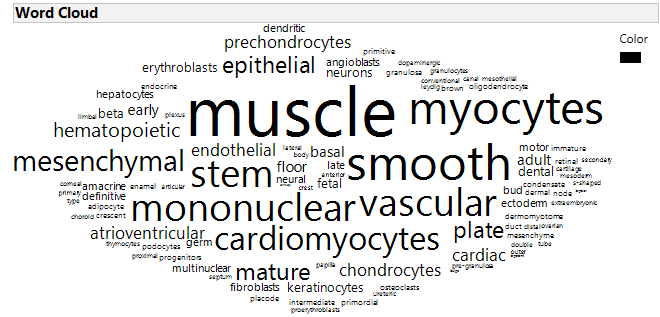 Word Cloud
Color
dendritic
prechondrocytes
primitive
erythroblasts epithelial angioblasts dopaminergic
neurons granulosa granulocytes
conventional canal mesothelial
endocrine leydig brown oligodendrocyte
hepatocytes
muscle myocytes
limbal beta early plexus
hematopoietic
endothelial lateral body basal motor immature
mesenchymal stem floor smooth adult retinal secondary
late anterior dental cartilage
mesoderm
corneal amacrine enamel articular neural crest fetal condensate s-shaped
primary definitive bud dermal node
type adipocyte mononuclear vascular ectoderm extraembryonic
choroid crescent dermomyotome
atrioventricular plate duct distal ovarian
thymocytes podocytes germ cardiomyocytes mesenchyme
double tube
proximal progenitors cardiac outer
multinuclear mature papilla chondrocytes pre-granulosa
septum
fibroblasts keratinocytes osteoclasts
placode ureteric
intermediate primordial
proerythroblasts